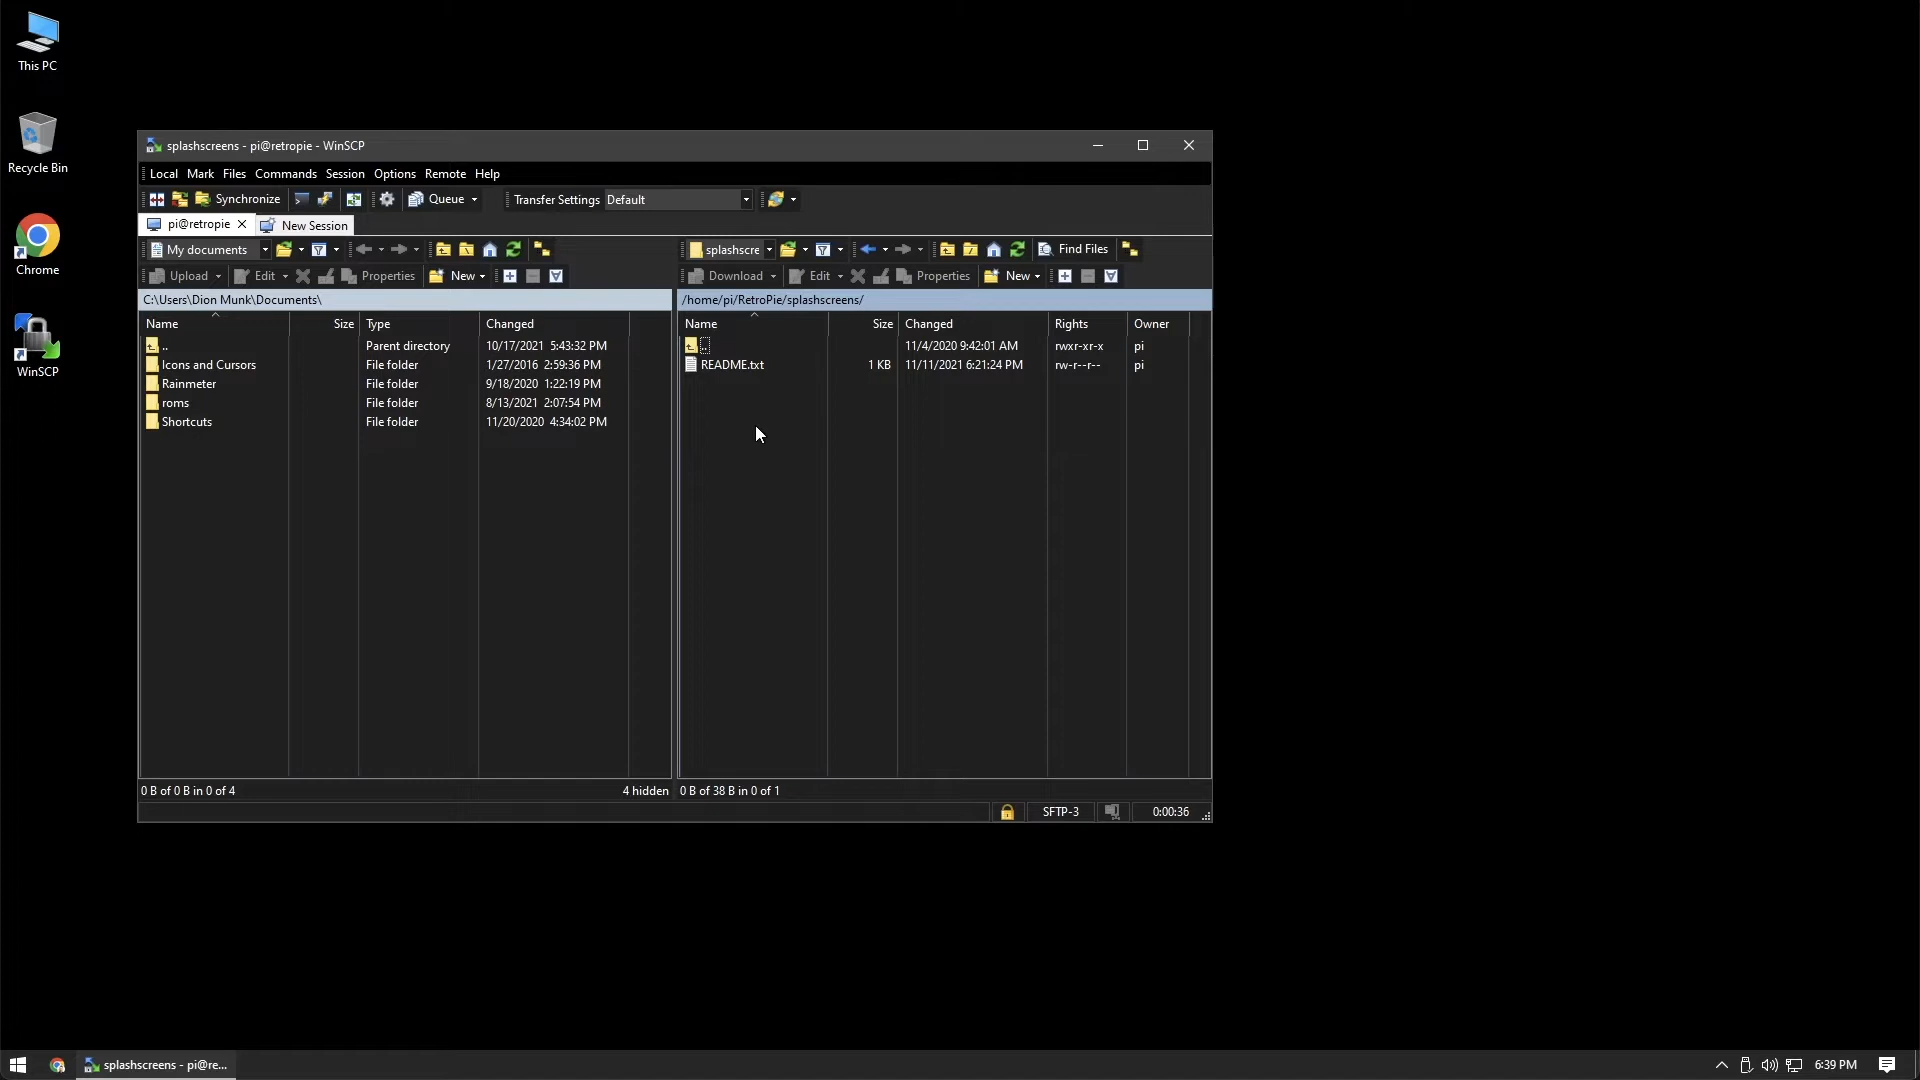 This PC
Recycle Bin
Chrome
WinSCP
splashscreens - pi@retropie - WinSCP
Local Mark Files Commands Session Options Remote Help
Synchronize Queue Transfer Settings Default
pi@retropie New Session
My documents splashscre Find Files
Upload Edit Properties New Download Edit Properties New
C:\Users\Dion Munk\Documents\ /home/pi/RetroPie/splashscreens/
Name Size Type Changed Name Size Changed Rights Owner
.. Parent directory 10/17/2021 5:43:32 PM .. 11/4/2020 9:42:01 AM rwxr-xr-x pi
Icons and Cursors File folder 1/27/2016 2:59:36 PM README.txt 1 KB 11/11/2021 6:21:24 PM rw-r--r-- pi
Rainmeter File folder 9/18/2020 1:22:19 PM
roms File folder 8/13/2021 2:07:54 PM
Shortcuts File folder 11/20/2020 4:34:02 PM
0 B of 0 B in 0 of 4 4 hidden 0 B of 38 B in 0 of 1
SFTP-3 0:00:36
splashscreens - pi@re... 6:39 PM